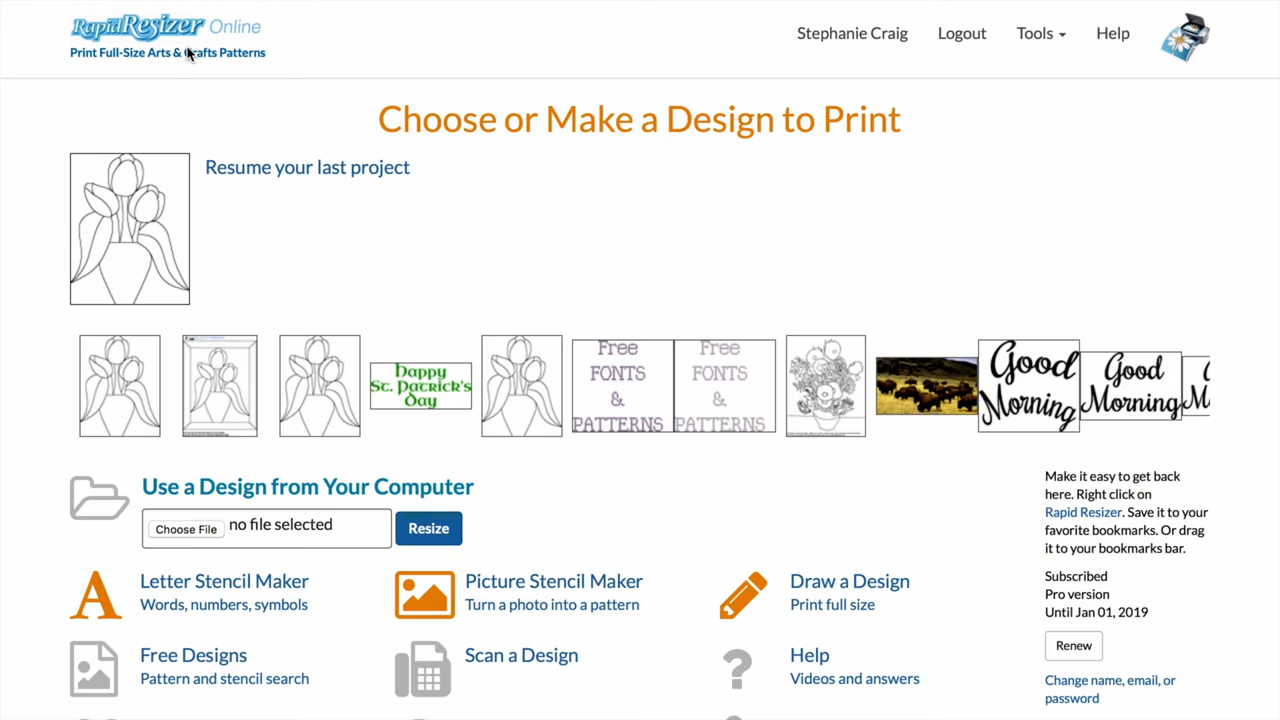 RapidResizer Online
Print Full-Size Arts & Crafts Patterns
Stephanie Craig
Logout
Tools
Help
Choose or Make a Design to Print
Resume your last project
Happy
St. Patrick's
Day
Free
FONTS
&
PATTERNS
Free
FONTS
&
PATTERNS
Good
Morning
Good
Morning
Use a Design from Your Computer
Choose File no file selected
Resize
Letter Stencil Maker
Words, numbers, symbols
Picture Stencil Maker
Turn a photo into a pattern
Draw a Design
Print full size
Free Designs
Pattern and stencil search
Scan a Design
Help
Videos and answers
Make it easy to get back
here. Right click on
Rapid Resizer. Save it to your
favorite bookmarks. Or drag
it to your bookmarks bar.
Subscribed
Pro version
Until Jan 01, 2019
Renew
Change name, email, or
password